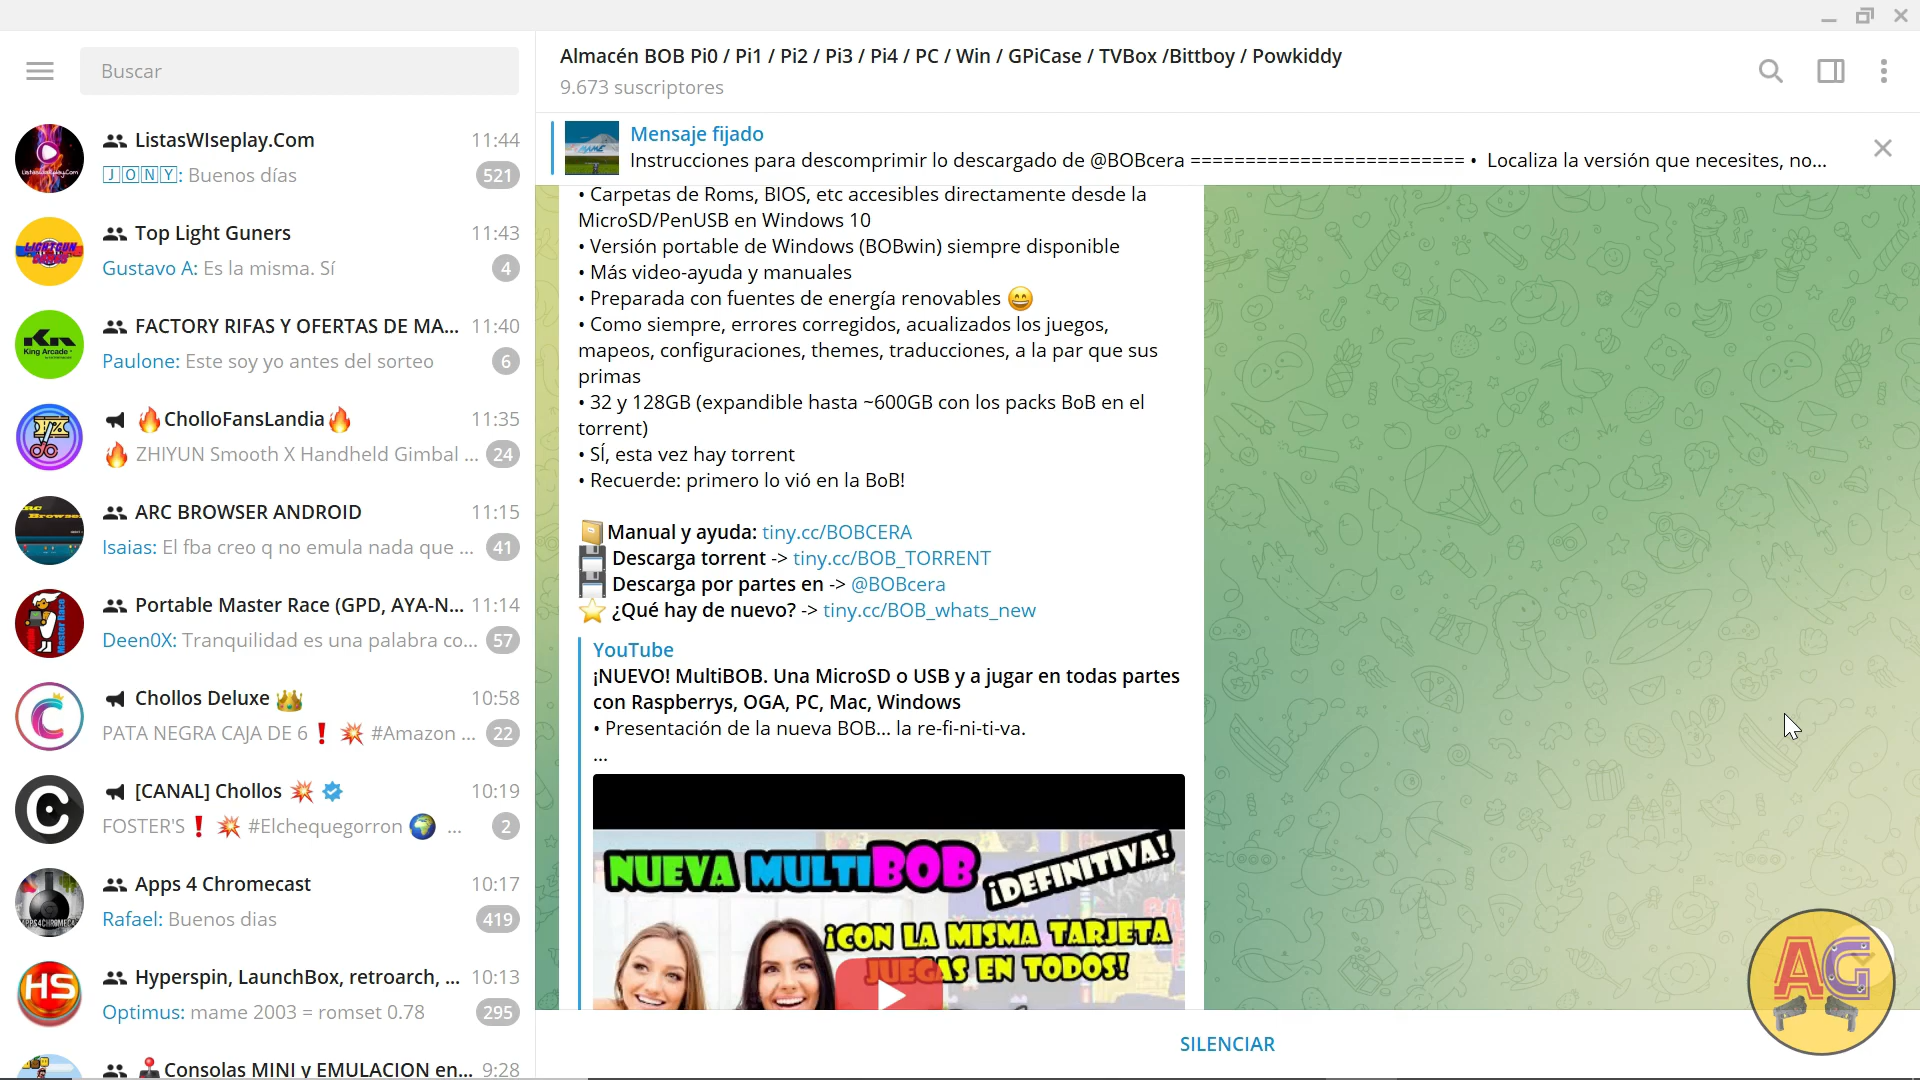 Buscar
ListasWIseplay.Com
11:44
🄹🄾🄽🅈: Buenos días
521
Top Light Guners
11:43
Gustavo A: Es la misma. Sí
4
FACTORY RIFAS Y OFERTAS DE MA...
11:40
Paulone: Este soy yo antes del sorteo
6
🔥CholloFansLandia🔥
11:35
🔥 ZHIYUN Smooth X Handheld Gimbal ...
24
ARC BROWSER ANDROID
11:15
Isaias: El fba creo q no emula nada que ...
41
Portable Master Race (GPD, AYA-N...
11:14
Deen0X: Tranquilidad es una palabra co...
57
Chollos Deluxe 👑
10:58
PATA NEGRA CAJA DE 6❗ 💥 #Amazon ...
22
[CANAL] Chollos 💥
10:19
FOSTER'S❗ 💥 #Elchequegorron 🌍 ...
2
Apps 4 Chromecast
10:17
Rafael: Buenos dias
419
Hyperspin, LaunchBox, retroarch, ...
10:13
Optimus: mame 2003 = romset 0.78
295
🕹Consolas MINI y EMULACION en...
9:28
Almacén BOB Pi0 / Pi1 / Pi2 / Pi3 / Pi4 / PC / Win / GPiCase / TVBox /Bittboy / Powkiddy
9.673 suscriptores
Mensaje fijado
Instrucciones para descomprimir lo descargado de @BOBcera ========================= • Localiza la versión que necesites, no...
• Carpetas de Roms, BIOS, etc accesibles directamente desde la
MicroSD/PenUSB en Windows 10
• Versión portable de Windows (BOBwin) siempre disponible
• Más video-ayuda y manuales
• Preparada con fuentes de energía renovables 😄
• Como siempre, errores corregidos, acualizados los juegos,
mapeos, configuraciones, themes, traducciones, a la par que sus
primas
• 32 y 128GB (expandible hasta ~600GB con los packs BoB en el
torrent)
• SÍ, esta vez hay torrent
• Recuerde: primero lo vió en la BoB!
📔Manual y ayuda: tiny.cc/BOBCERA
💾 Descarga torrent -> tiny.cc/BOB_TORRENT
💾 Descarga por partes en -> @BOBcera
⭐ ¿Qué hay de nuevo? -> tiny.cc/BOB_whats_new
YouTube
¡NUEVO! MultiBOB. Una MicroSD o USB y a jugar en todas partes
con Raspberrys, OGA, PC, Mac, Windows
• Presentación de la nueva BOB... la re-fi-ni-ti-va.
...
NUEVA MULTIBOB
¡DEFINITIVA!
¡CON LA MISMA TARJETA
JUEGAS EN TODOS!
SILENCIAR
AG
King Arcade
HS